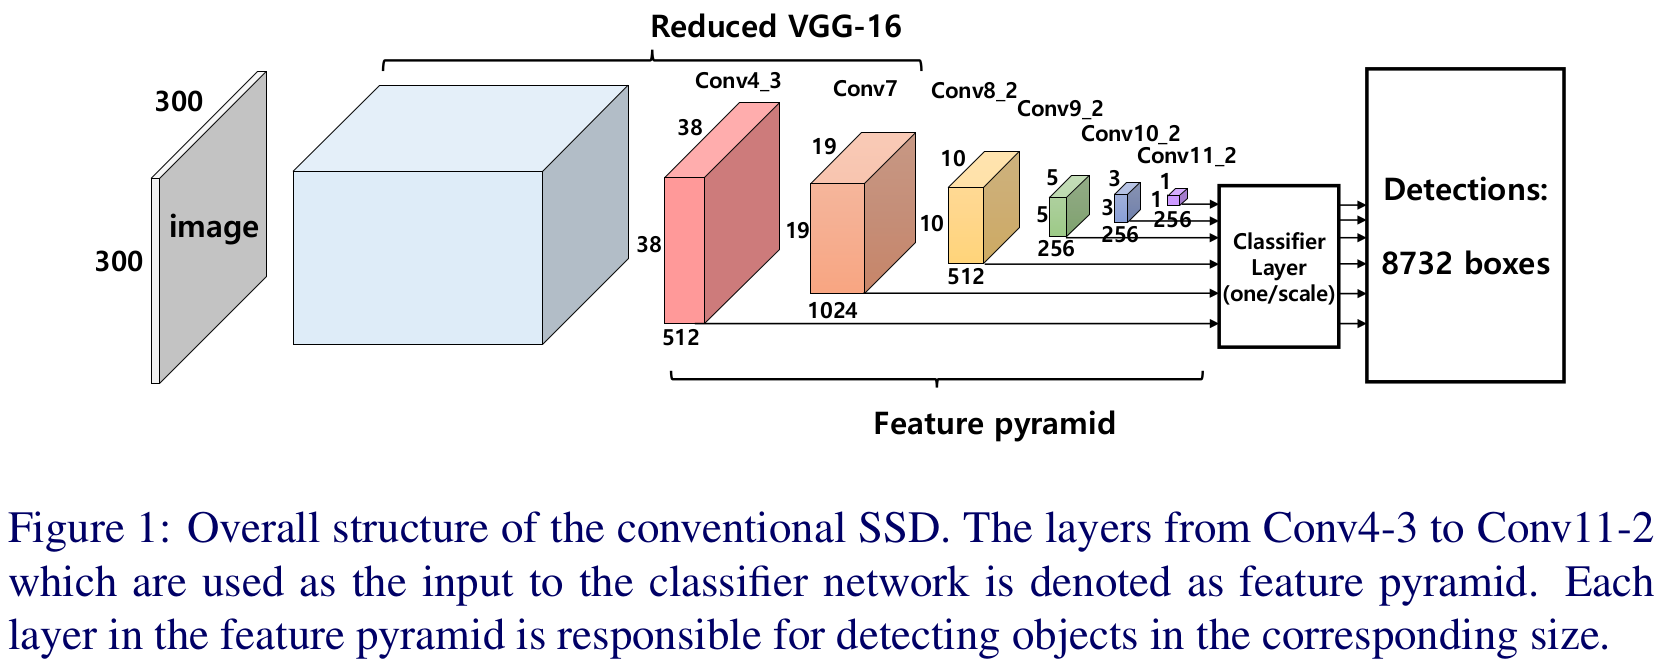 Reduced VGG-16
300
300
image
Conv4_3
38
38
512
Conv7
19
19
1024
Conv8_2
10
10
512
Conv9_2
5
5
256
Conv10_2
3
3
256
Conv11_2
1
1
256
Classifier
Layer
(one/scale)
Detections:
8732 boxes
Feature pyramid
Figure 1: Overall structure of the conventional SSD. The layers from Conv4-3 to Conv11-2
which are used as the input to the classifier network is denoted as feature pyramid. Each
layer in the feature pyramid is responsible for detecting objects in the corresponding size.